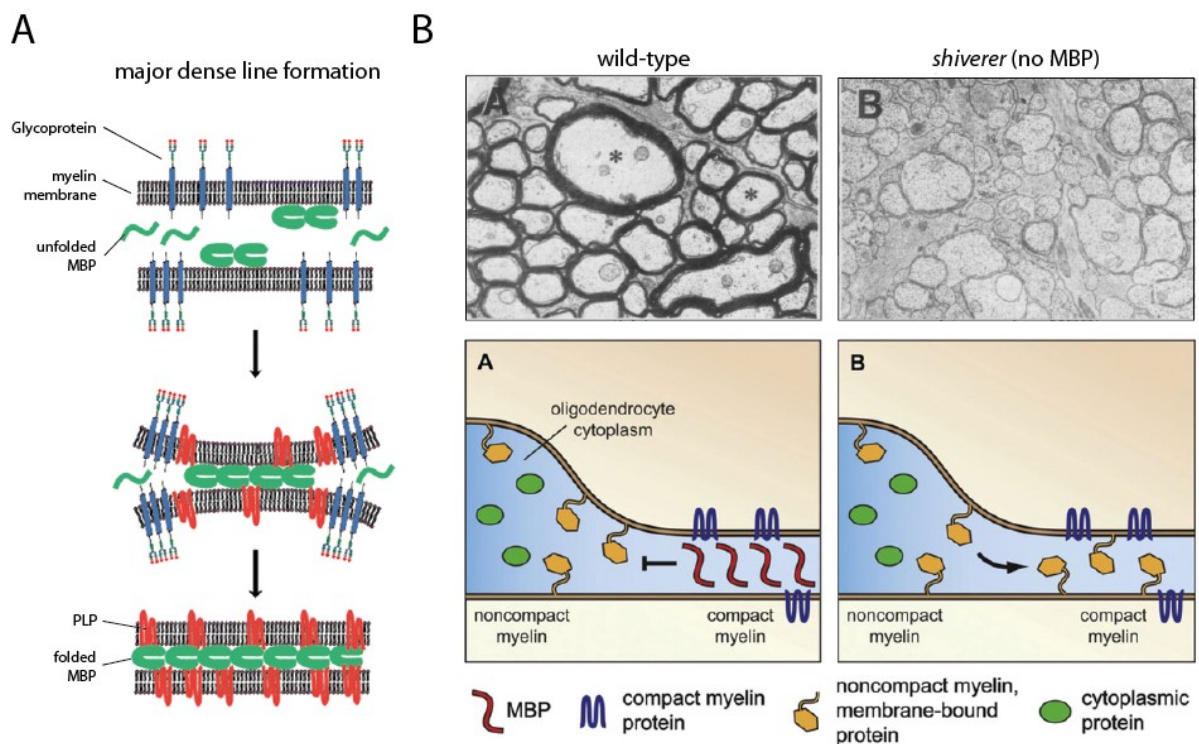 A
major dense line formation
Glycoprotein
myelin
membrane
unfolded
MBP
PLP
folded
MBP
B
wild-type
shiverer (no MBP)
A
*
*
B
A
oligodendrocyte
cytoplasm
noncompact
myelin
compact
myelin
B
noncompact
myelin
compact
myelin
MBP
compact myelin
protein
noncompact myelin,
membrane-bound
protein
cytoplasmic
protein